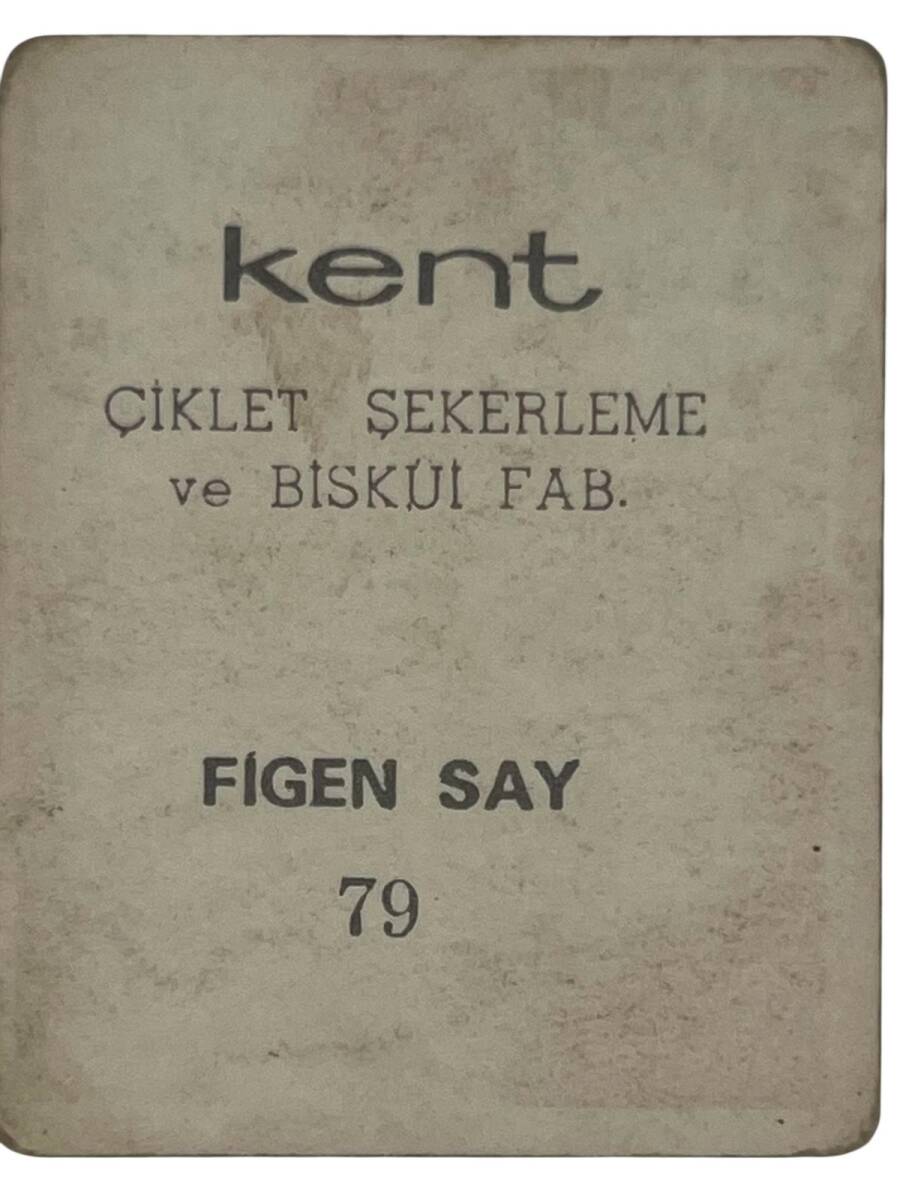 kent
ÇİKLET ŞEKERLEME
ve BİSKÜİ FAB.
FİGEN SAY
79